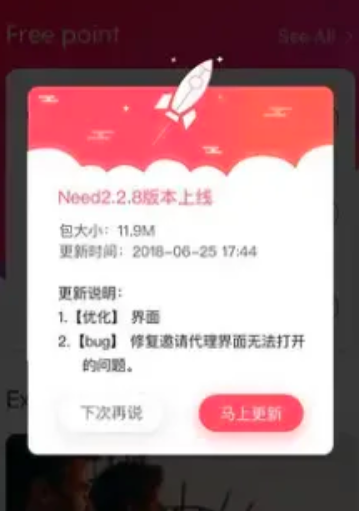 Free point
See All
Need2.2.8版本上线
包大小：11.9M
更新时间：2018-06-25 17:44
更新说明：
1.【优化】 界面
2.【bug】 修复邀请代理界面无法打开
的问题。
Ex
下次再说
马上更新